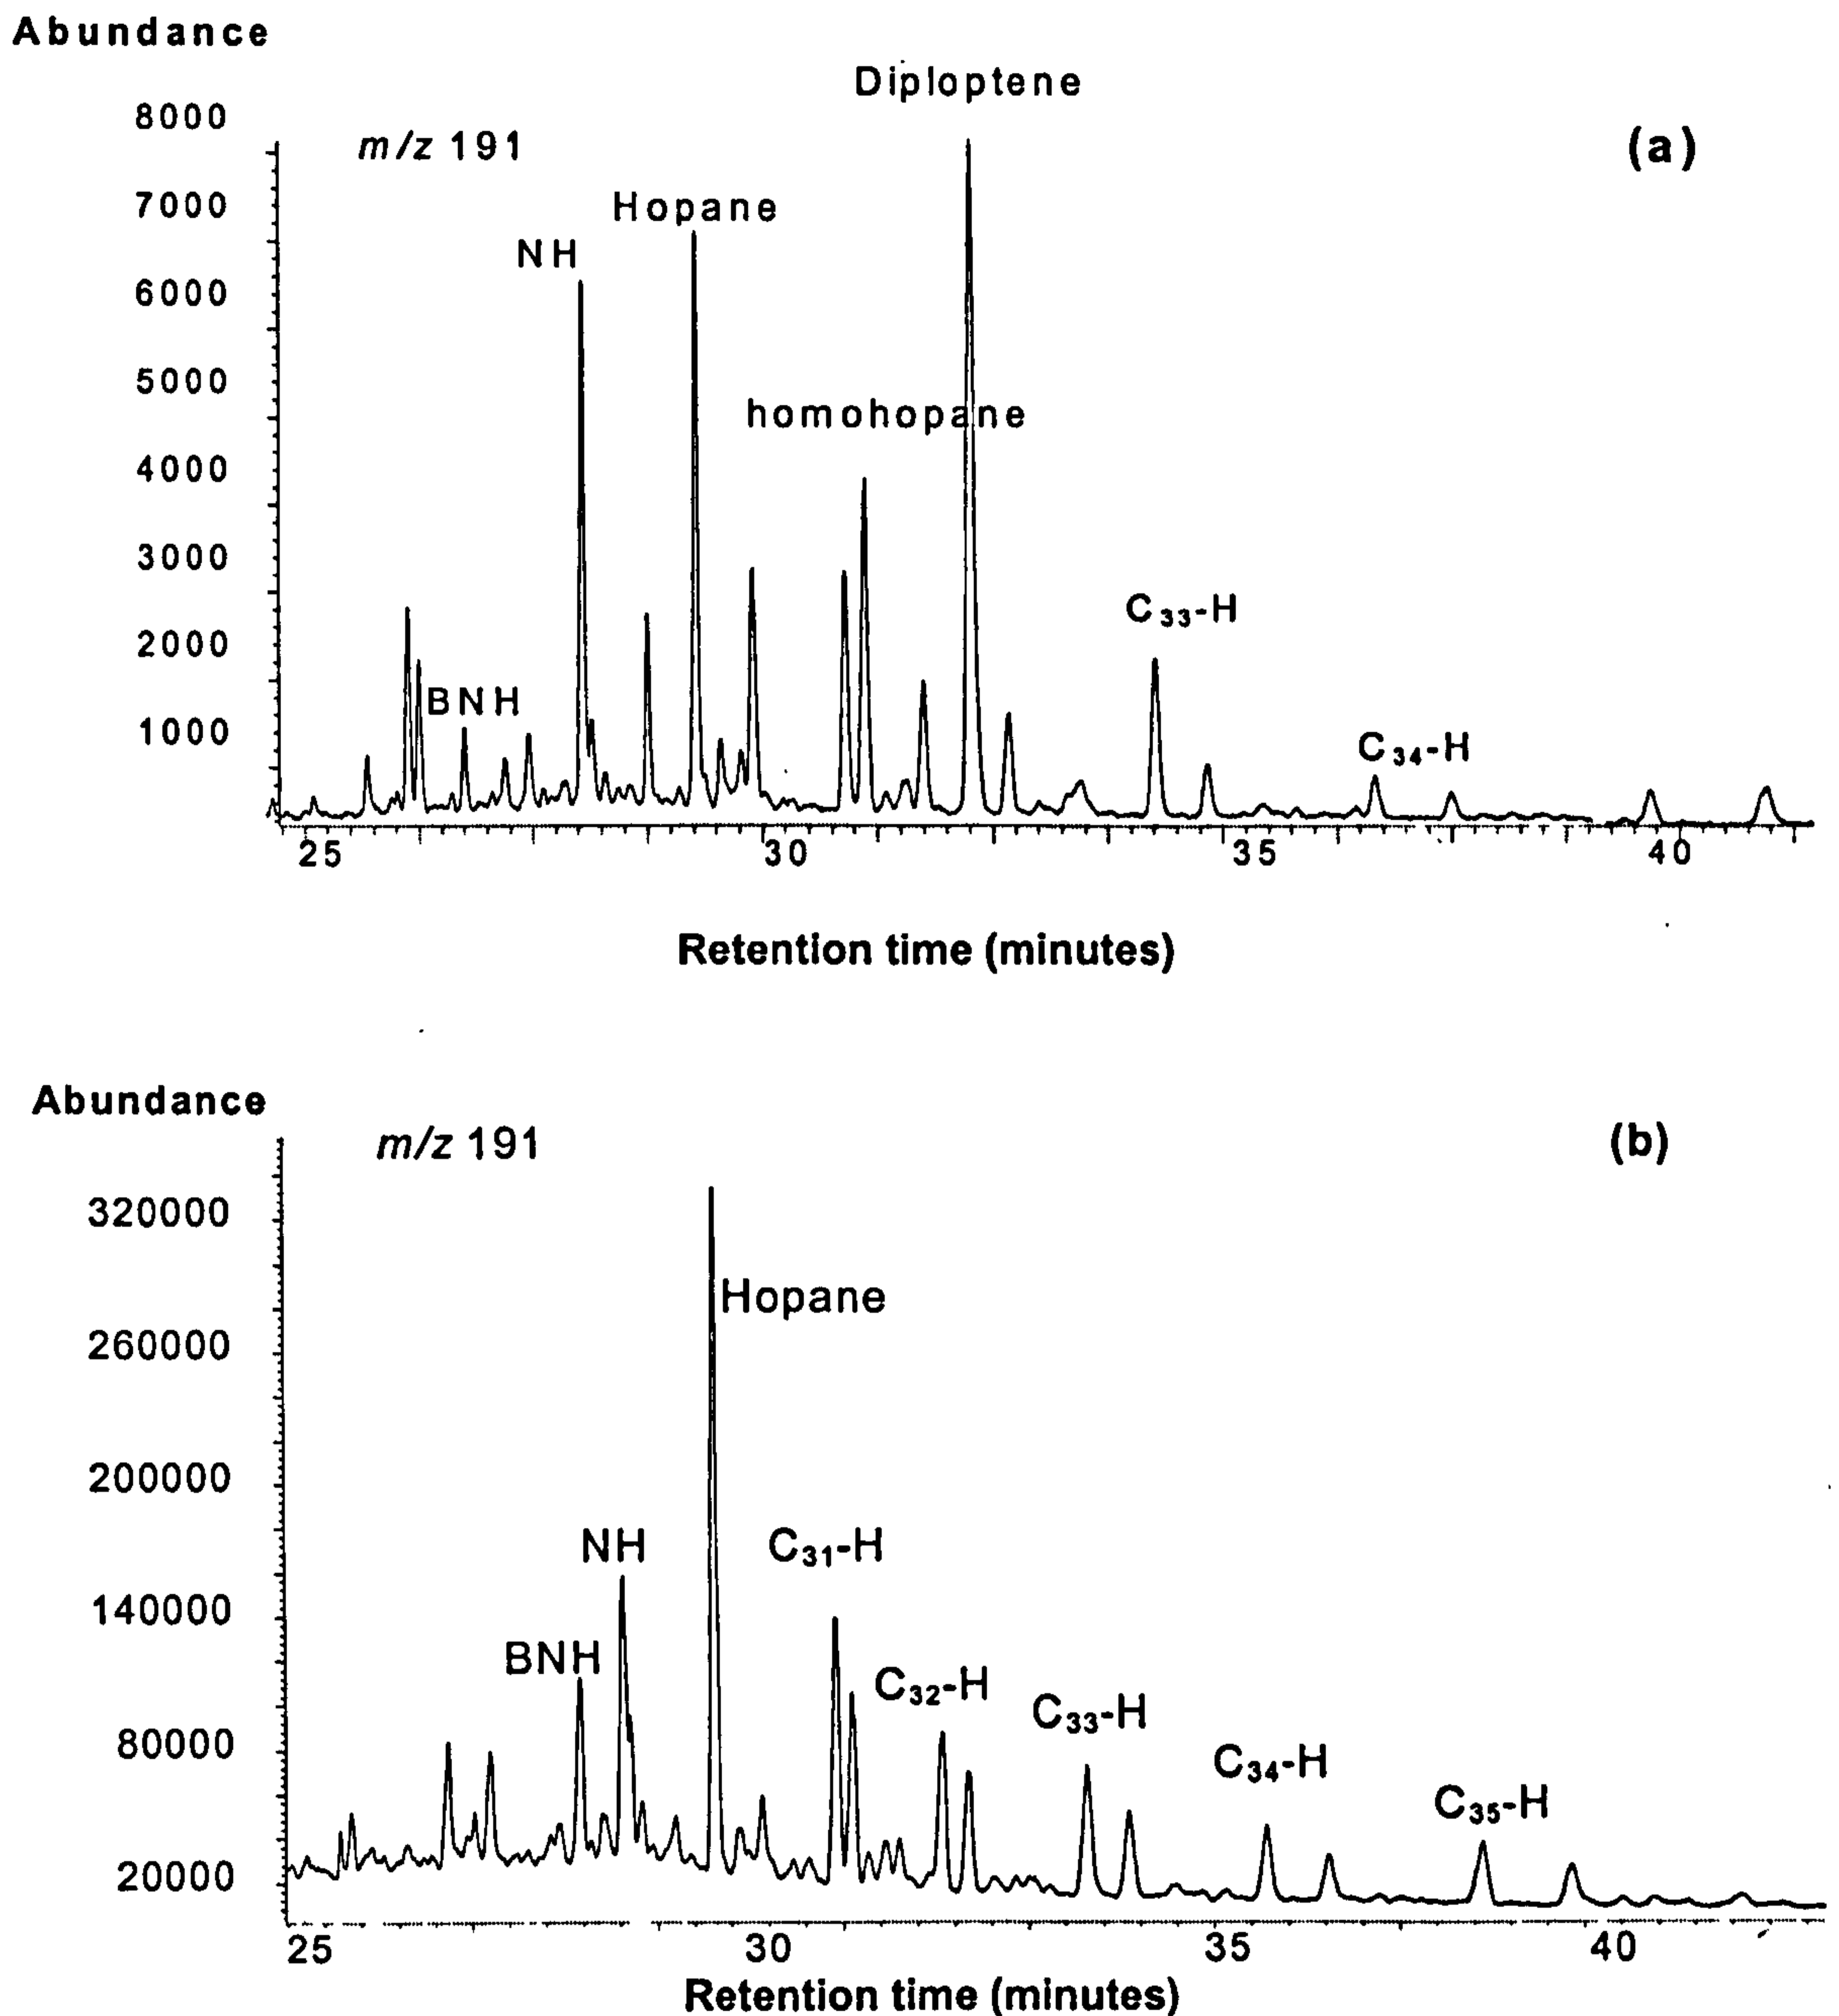 Abundance
Diploptene
8000
m/z 191
(a)
7000
Hopane
NH
6000
5000
homohopane
4000
3000
C33-H
2000
BNH
C34-H
1000
25 30 35 40
Retention time (minutes)
Abundance
m/z 191
(b)
320000
Hopane
260000
200000
NH
C31-H
140000
BNH
C32-H
C33-H
80000
C34-H
C35-H
20000
25 30 35 40
Retention time (minutes)